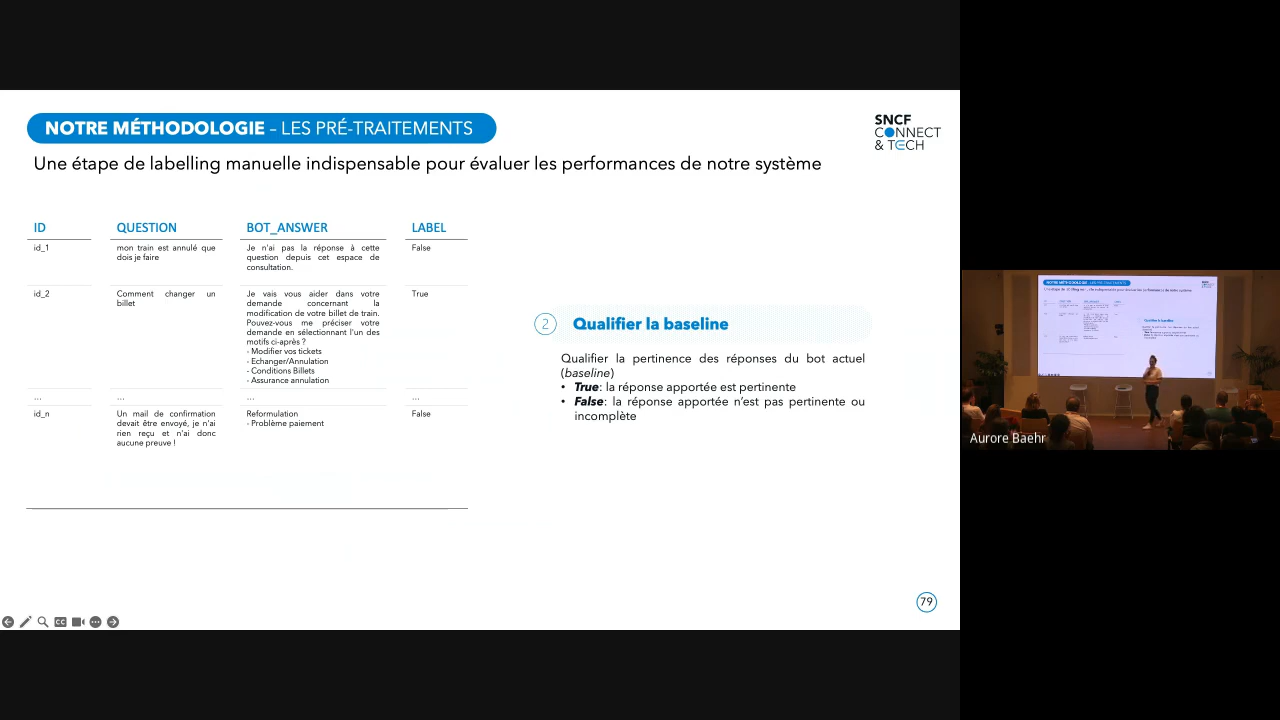 NOTRE MÉTHODOLOGIE – LES PRÉ-TRAITEMENTS
SNCF
CONNECT
& TECH
Une étape de labelling manuelle indispensable pour évaluer les performances de notre système
ID QUESTION BOT_ANSWER LABEL
id_1
mon train est annulé que
dois je faire
Je n'ai pas la réponse à cette
question depuis cet espace de
consultation.
False
id_2
Comment changer un
billet
Je vais vous aider dans votre
demande concernant la
modification de votre billet de train.
Pouvez-vous me préciser votre
demande en sélectionnant l'un des
motifs ci-après ?
- Modifier vos tickets
- Echanger/Annulation
- Conditions Billets
- Assurance annulation
True
... ... ... ...
id_n
Un mail de confirmation
devait être envoyé, je n'ai
rien reçu et n'ai donc
aucune preuve !
Reformulation
- Problème paiement
False
2 Qualifier la baseline
Qualifier la pertinence des réponses du bot actuel
(baseline)
• True: la réponse apportée est pertinente
• False: la réponse apportée n'est pas pertinente ou
incomplète
79
CC
Aurore Baehr